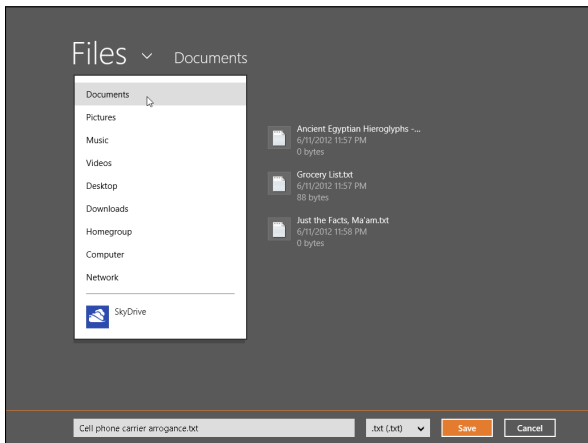 Files Documents
Documents
Pictures
Music
Videos
Desktop
Downloads
Homegroup
Computer
Network
SkyDrive
Ancient Egyptian Hieroglyphs -...
6/11/2012 11:57 PM
0 bytes
Grocery List.txt
6/11/2012 11:57 PM
88 bytes
Just the Facts, Ma'am.txt
6/11/2012 11:58 PM
0 bytes
Cell phone carrier arrogance.txt .txt (.txt) Save Cancel